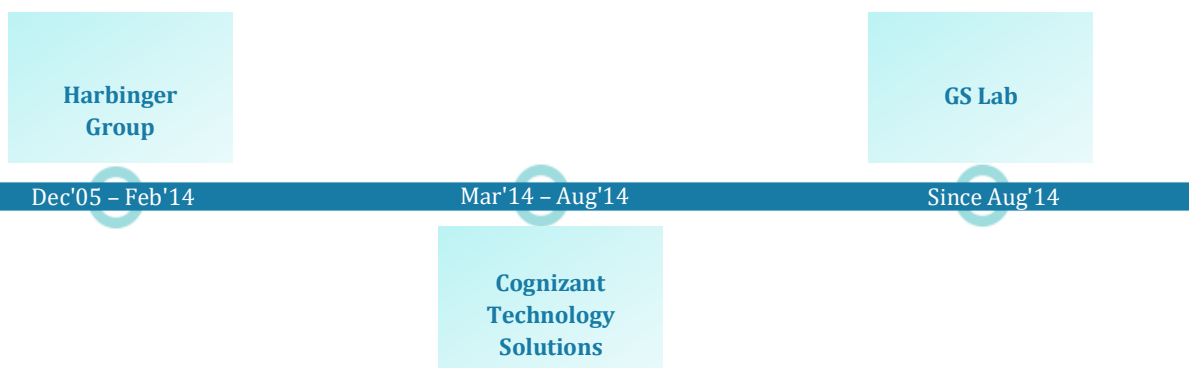 Harbinger
Group
GS Lab
Dec'05 – Feb'14
Mar'14 – Aug'14
Since Aug'14
Cognizant
Technology
Solutions